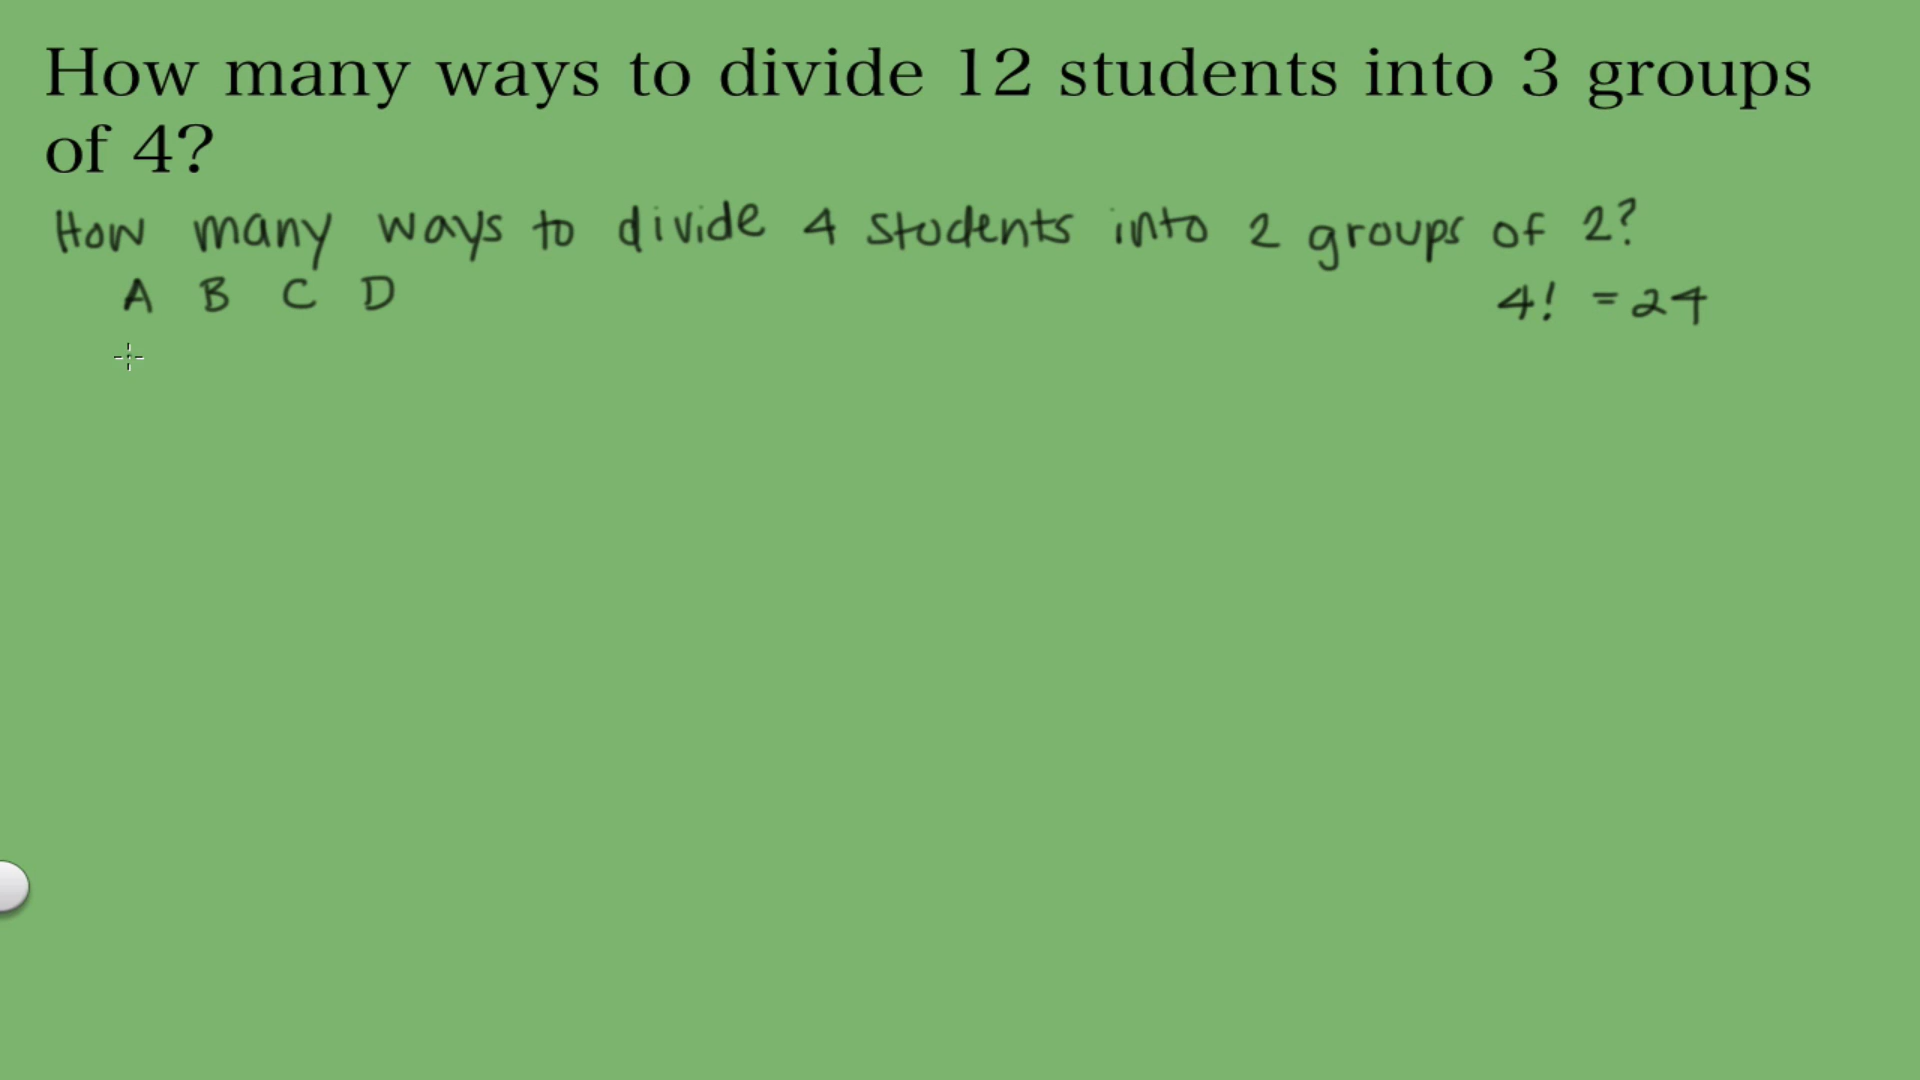 How many ways to divide 12 students into 3 groups
of 4?
How many ways to divide 4 students into 2 groups of 2?
A B C D 4! = 24